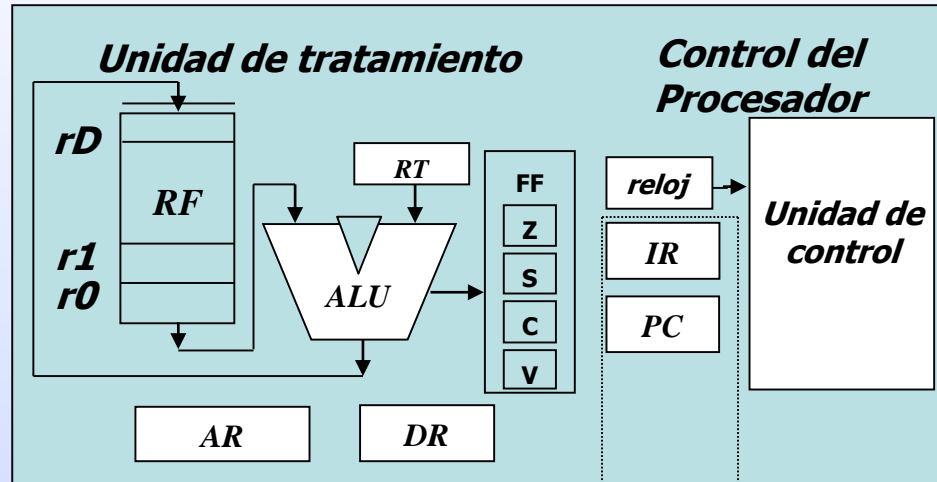 Unidad de tratamiento
Control del
Procesador
rD
RF
r1
r0
RT
ALU
FF
Z
S
C
V
AR
DR
reloj
IR
PC
Unidad de
control